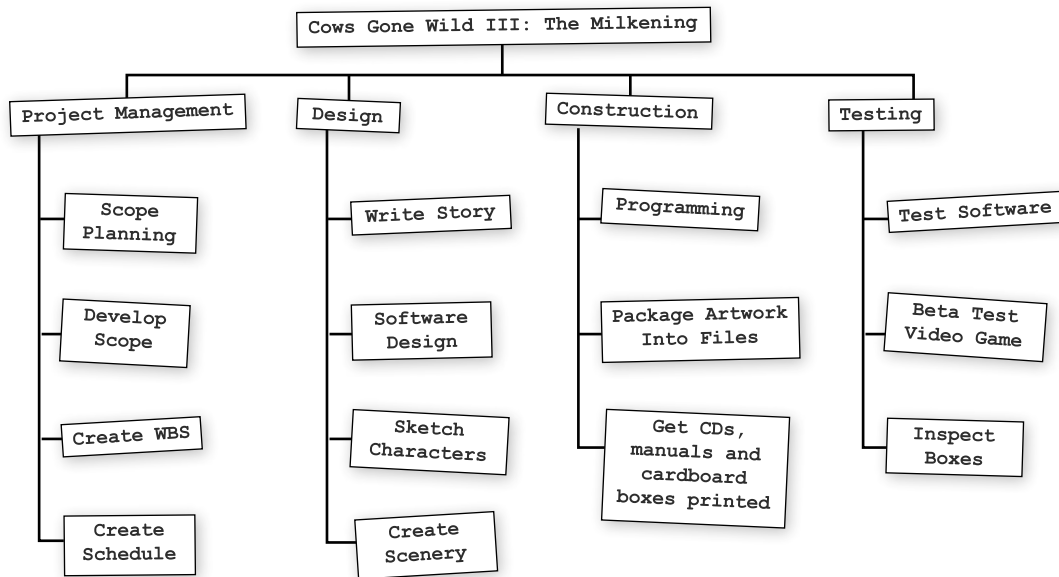 Cows Gone Wild III: The Milkening
Project Management
Design
Construction
Testing
Scope
Planning
Develop
Scope
Create WBS
Create
Schedule
Write Story
Software
Design
Sketch
Characters
Create
Scenery
Programming
Package Artwork
Into Files
Get CDs,
manuals and
cardboard
boxes printed
Test Software
Beta Test
Video Game
Inspect
Boxes